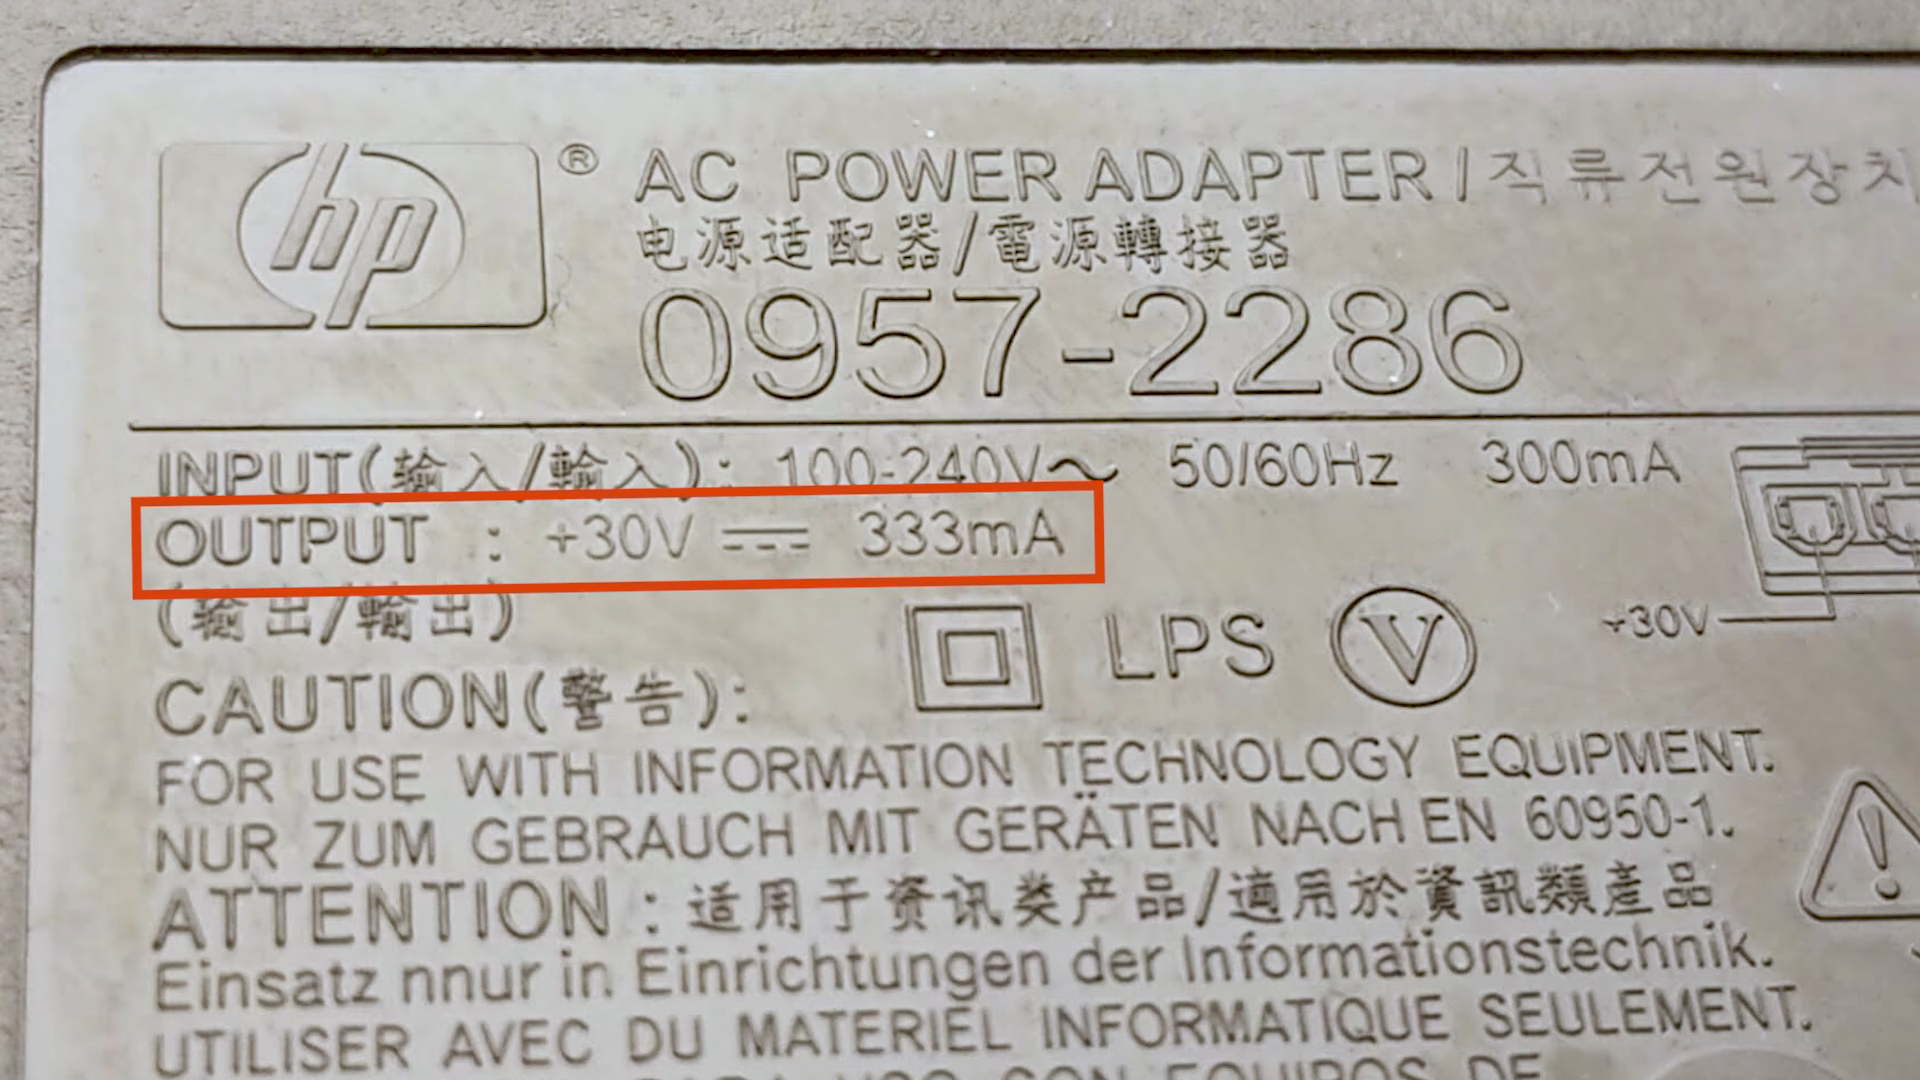 hp ® AC POWER ADAPTER / 직류전원장치
电源适配器/電源轉接器
0957-2286
INPUT(输入/輸入): 100-240V~ 50/60Hz 300mA
OUTPUT : +30V ⎓ 333mA
(输出/輸出)
LPS V
+30V
CAUTION(警告):
FOR USE WITH INFORMATION TECHNOLOGY EQUIPMENT.
NUR ZUM GEBRAUCH MIT GERÄTEN NACH EN 60950-1.
ATTENTION : 适用于资讯类产品/適用於資訊類產品
Einsatz nnur in Einrichtungen der Informationstechnik.
UTILISER AVEC DU MATERIEL INFORMATIQUE SEULEMENT.
USO CON EQUIPOS DE